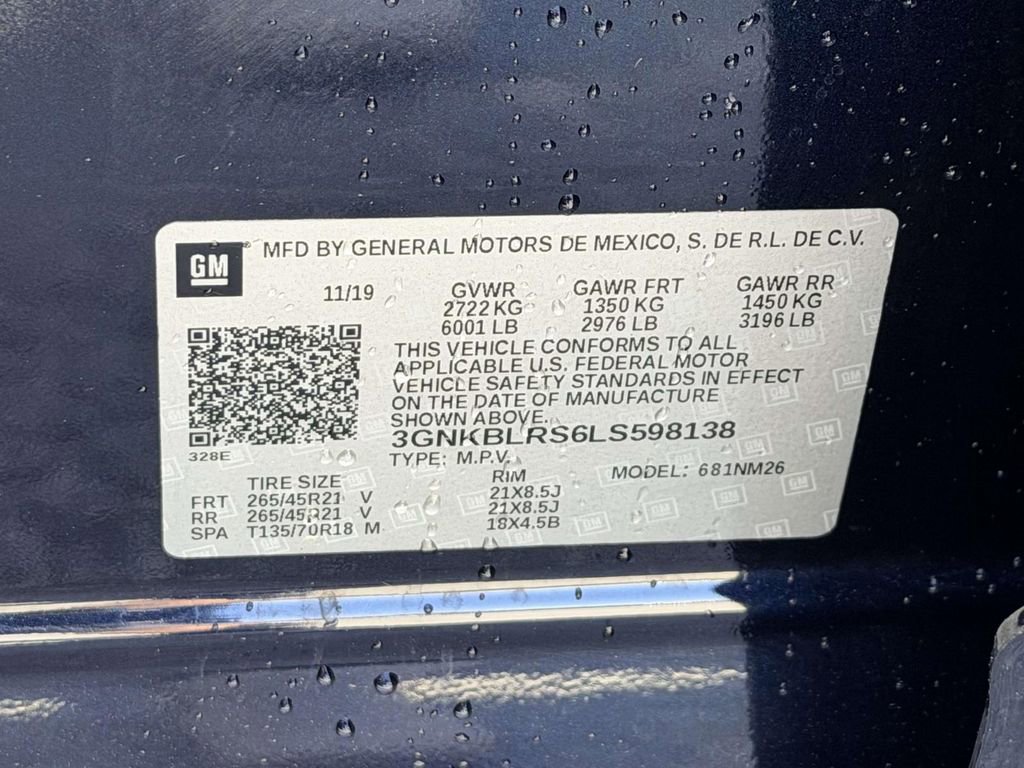 GM
MFD BY GENERAL MOTORS DE MEXICO, S. DE R.L. DE C.V.
11/19
GVWR GAWR FRT GAWR RR
2722 KG 1350 KG 1450 KG
6001 LB 2976 LB 3196 LB
THIS VEHICLE CONFORMS TO ALL
APPLICABLE U.S. FEDERAL MOTOR
VEHICLE SAFETY STANDARDS IN EFFECT
ON THE DATE OF MANUFACTURE
SHOWN ABOVE.
3GNKBLRS6LS598138
328E
TYPE: M.P.V.
MODEL: 681NM26
TIRE SIZE RIM
FRT 265/45R21 V 21X8.5J
RR 265/45R21 V 21X8.5J
SPA T135/70R18 M 18X4.5B